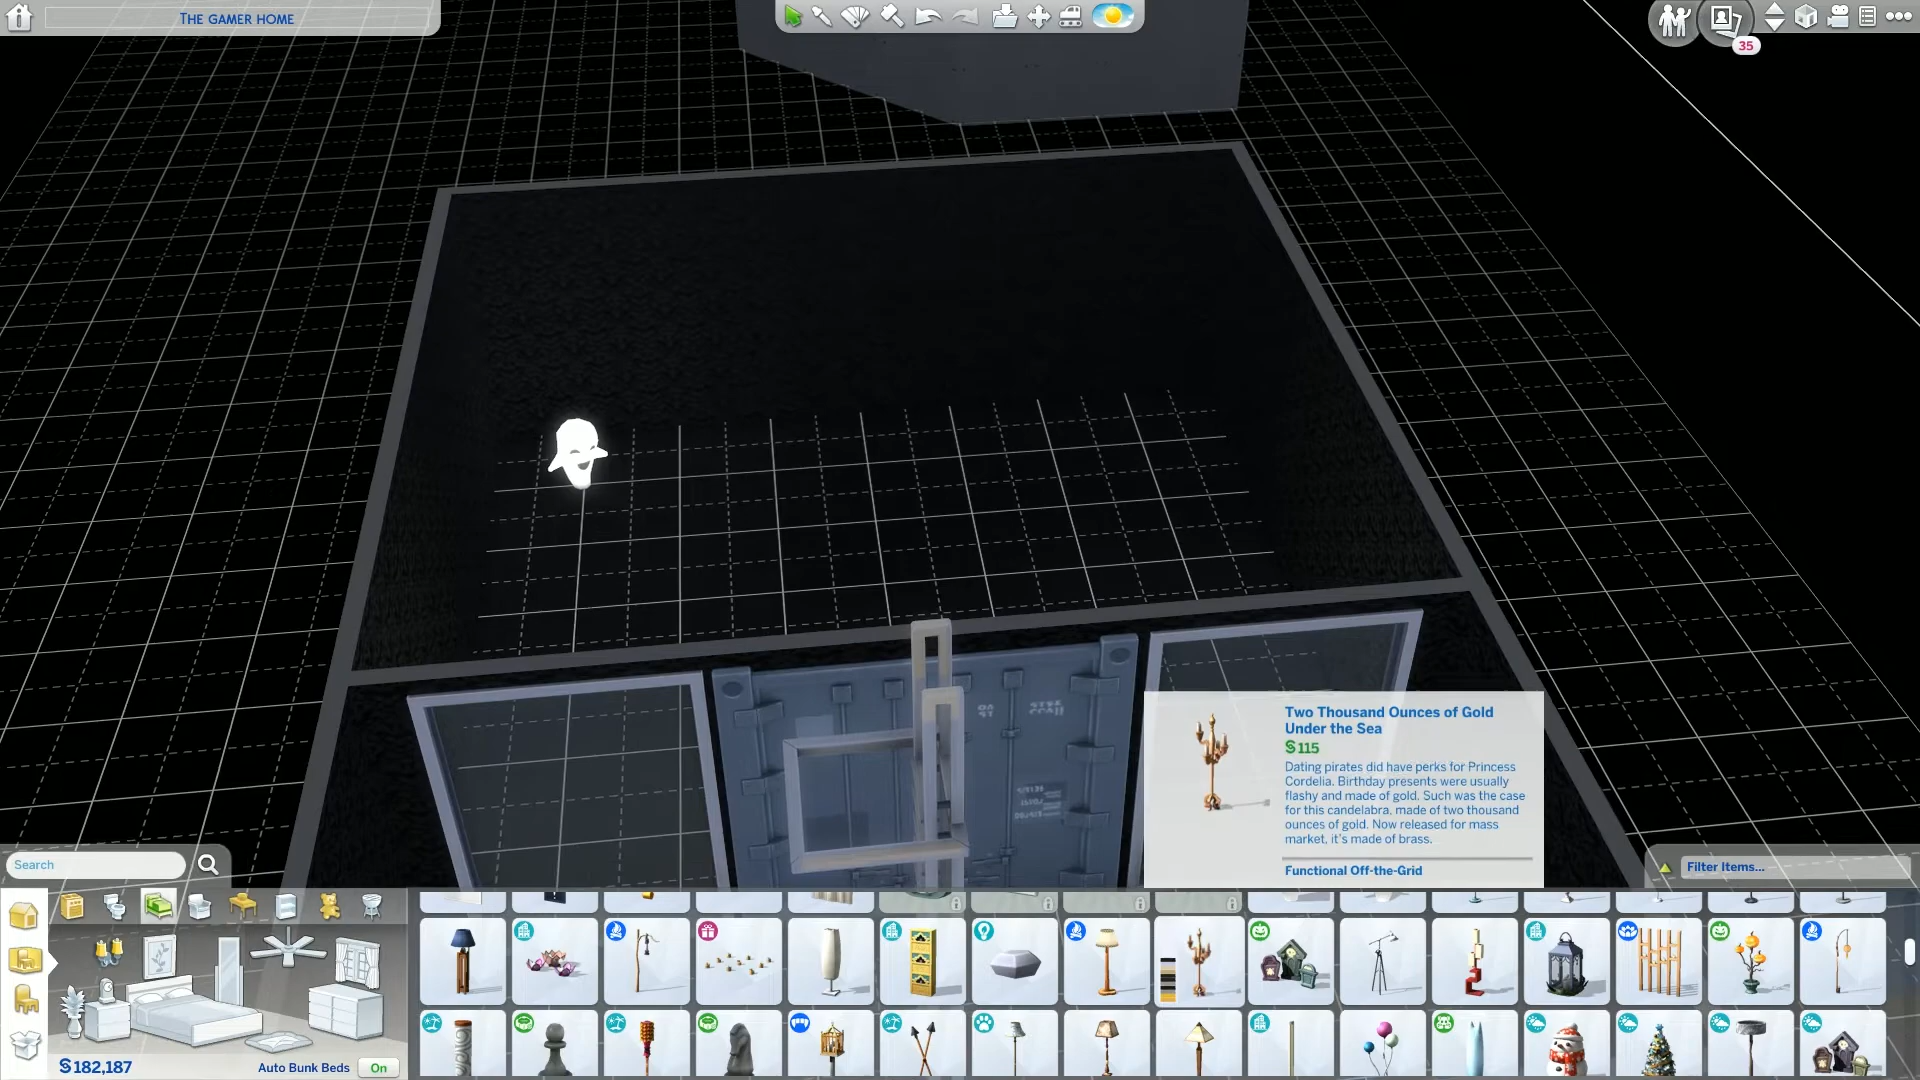 THE GAMER HOME
35
Two Thousand Ounces of Gold
Under the Sea
§115
Dating pirates did have perks for Princess
Cordelia. Birthday presents were usually
flashy and made of gold. Such was the case
for this candelabra, made of two thousand
ounces of gold. Now released for mass
market, it's made of brass.
Functional Off-the-Grid
Search
Filter Items...
§182,187
Auto Bunk Beds
On